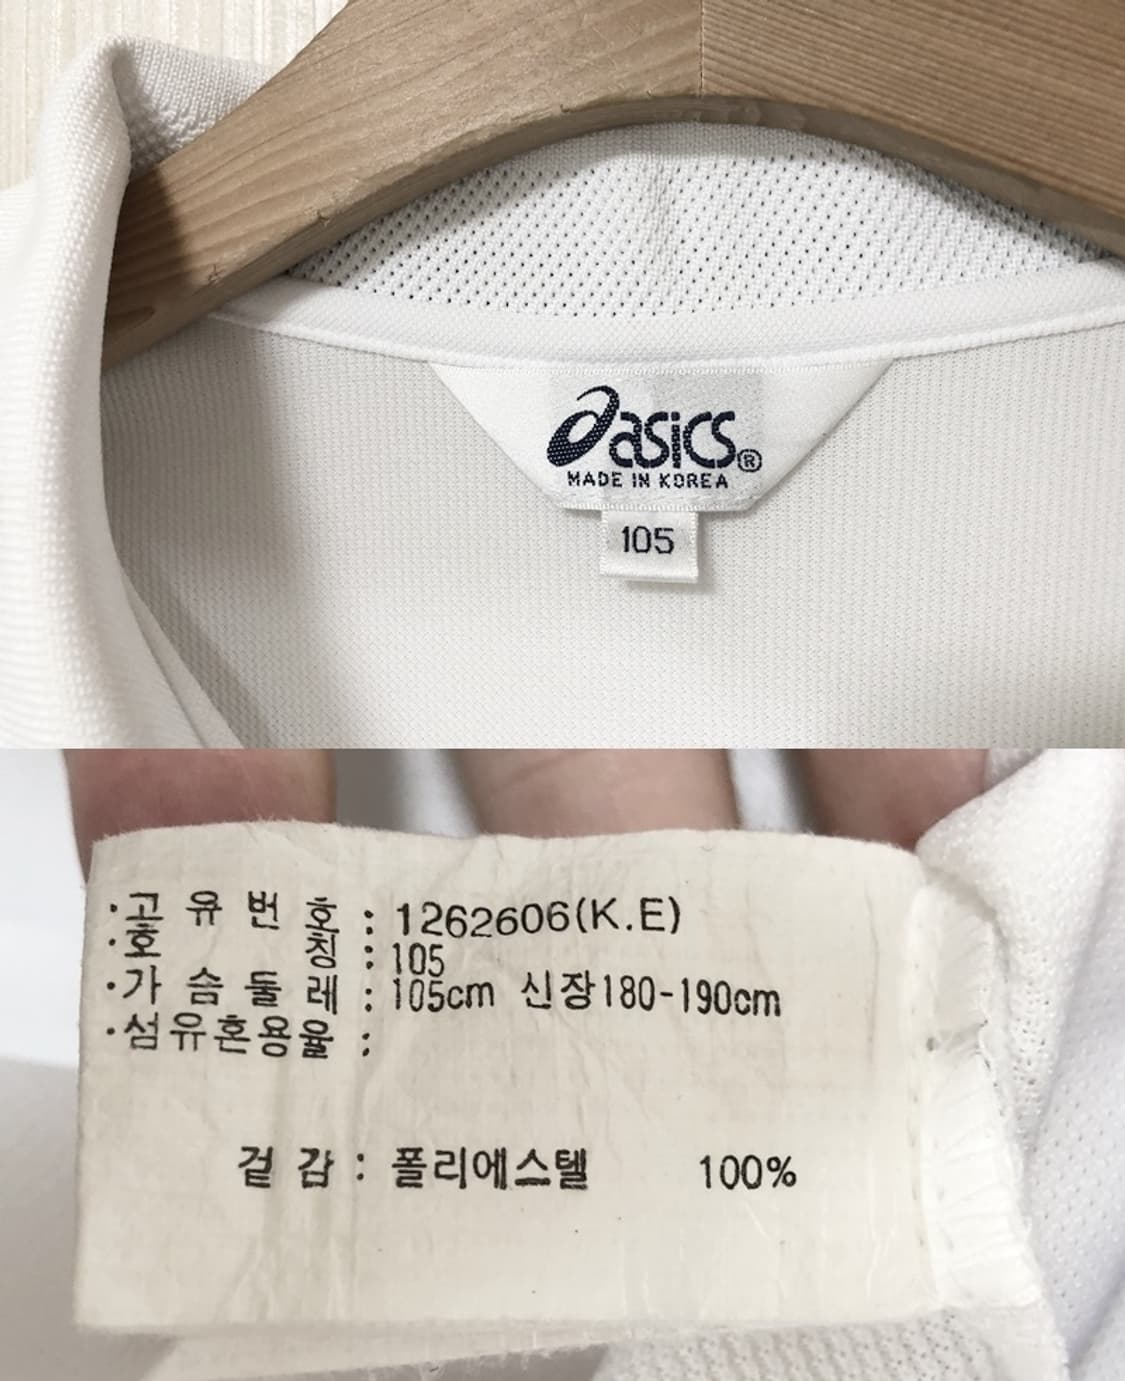 asics®
MADE IN KOREA
105
·고 유 번 호 : 1262606(K.E)
·호 칭 : 105
·가 슴 둘 레 : 105cm 신장180-190cm
·섬유혼용율 :
겉 감 : 폴리에스텔 100%